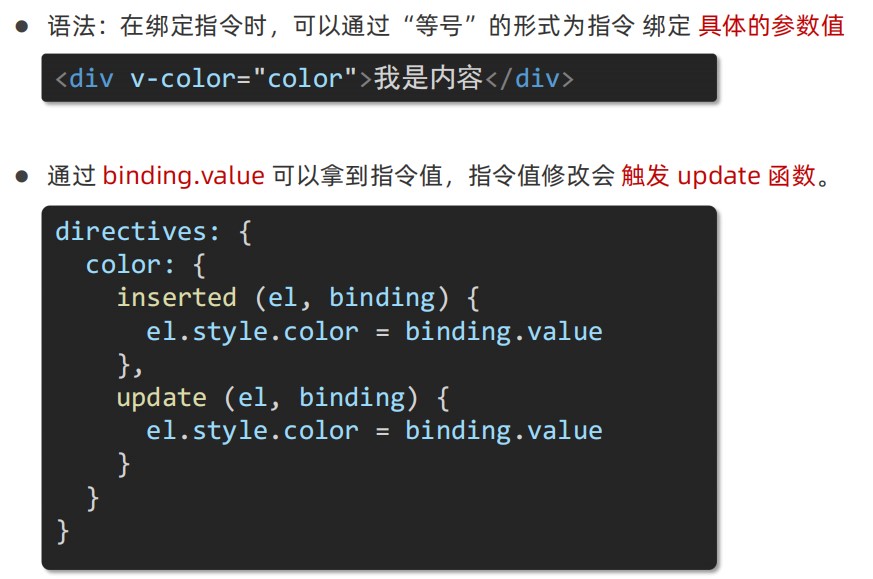 ● 语法：在绑定指令时，可以通过“等号”的形式为指令 绑定 具体的参数值
<div v-color="color">我是内容</div>
● 通过 binding.value 可以拿到指令值，指令值修改会 触发 update 函数。
directives: {
  color: {
    inserted (el, binding) {
      el.style.color = binding.value
    },
    update (el, binding) {
      el.style.color = binding.value
    }
  }
}